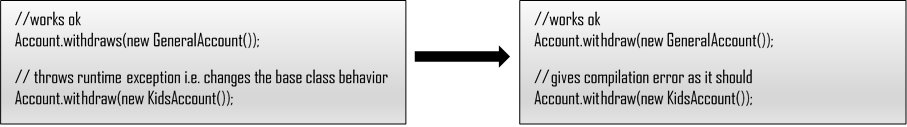 //works ok
Account.withdraws(new GeneralAccount());
// throws runtime exception i.e. changes the base class behavior
Account.withdraw(new KidsAccount());
//works ok
Account.withdraw(new GeneralAccount());
//gives compilation error as it should
Account.withdraw(new KidsAccount());